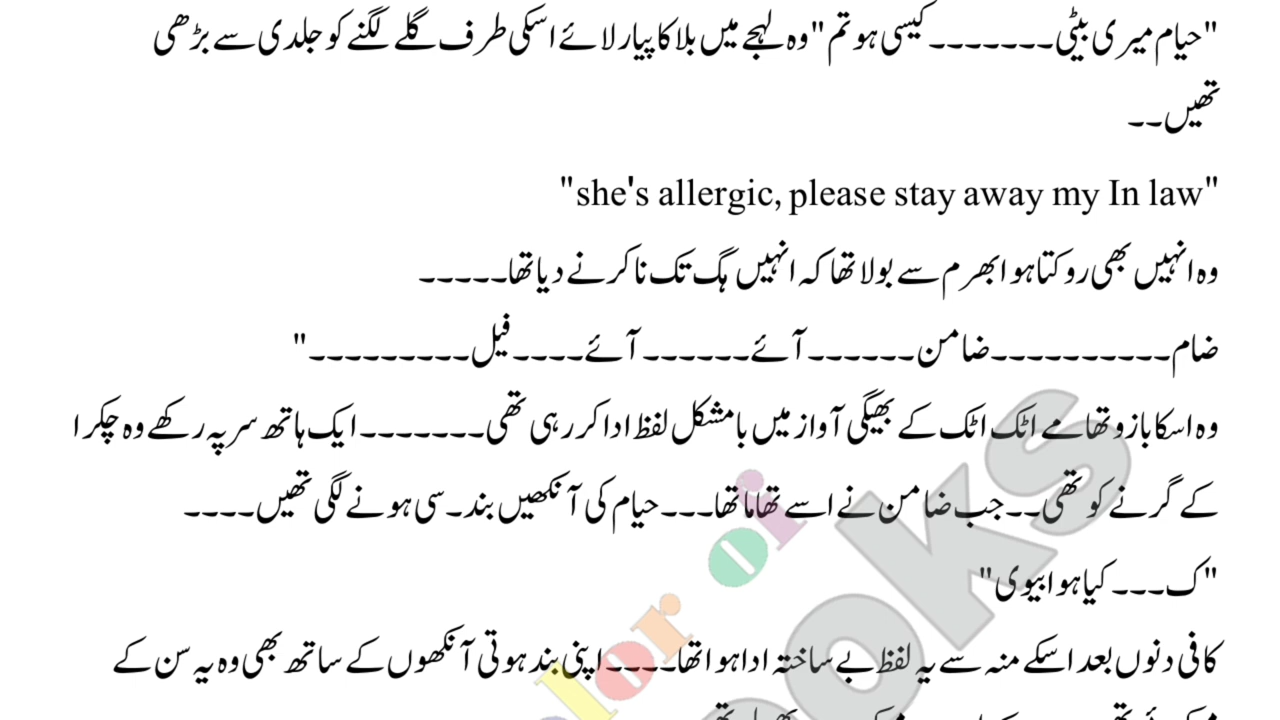 "حیام میری بیٹی۔۔۔۔۔۔۔کیسی ہو تم" وہ لہجے میں بلا کا پیار لائے اسکی طرف گلے لگنے کو جلدی سے بڑھی
تھیں۔۔
"she's allergic, please stay away my In law"
وہ انہیں بھی روکتا ہوا بھرم سے بولا تھا کہ انہیں ہگ تک نا کرنے دیا تھا۔۔۔۔۔
ضام۔۔۔۔۔۔۔۔۔۔ضامن۔۔۔۔۔۔آئے۔۔۔۔۔۔آئے۔۔۔۔فیل۔۔۔۔۔۔۔۔۔"
وہ اسکا بازو تھامے اٹک اٹک کے بھیگی آواز میں بامشکل لفظ ادا کر رہی تھی۔۔۔۔۔۔۔ایک ہاتھ سر پہ رکھے وہ چکرا
کے گرنے کو تھی۔۔جب ضامن نے اسے تھاما تھا۔۔۔حیام کی آنکھیں بند۔سی ہونے لگی تھیں۔۔۔۔
"ک۔۔۔کیا ہوا بیوی"
کافی دنوں بعد اسکے منہ سے یہ لفظ بے ساختہ ادا ہوا تھا۔۔۔۔اپنی بند ہوتی آنکھوں کے ساتھ بھی وہ یہ سن کے